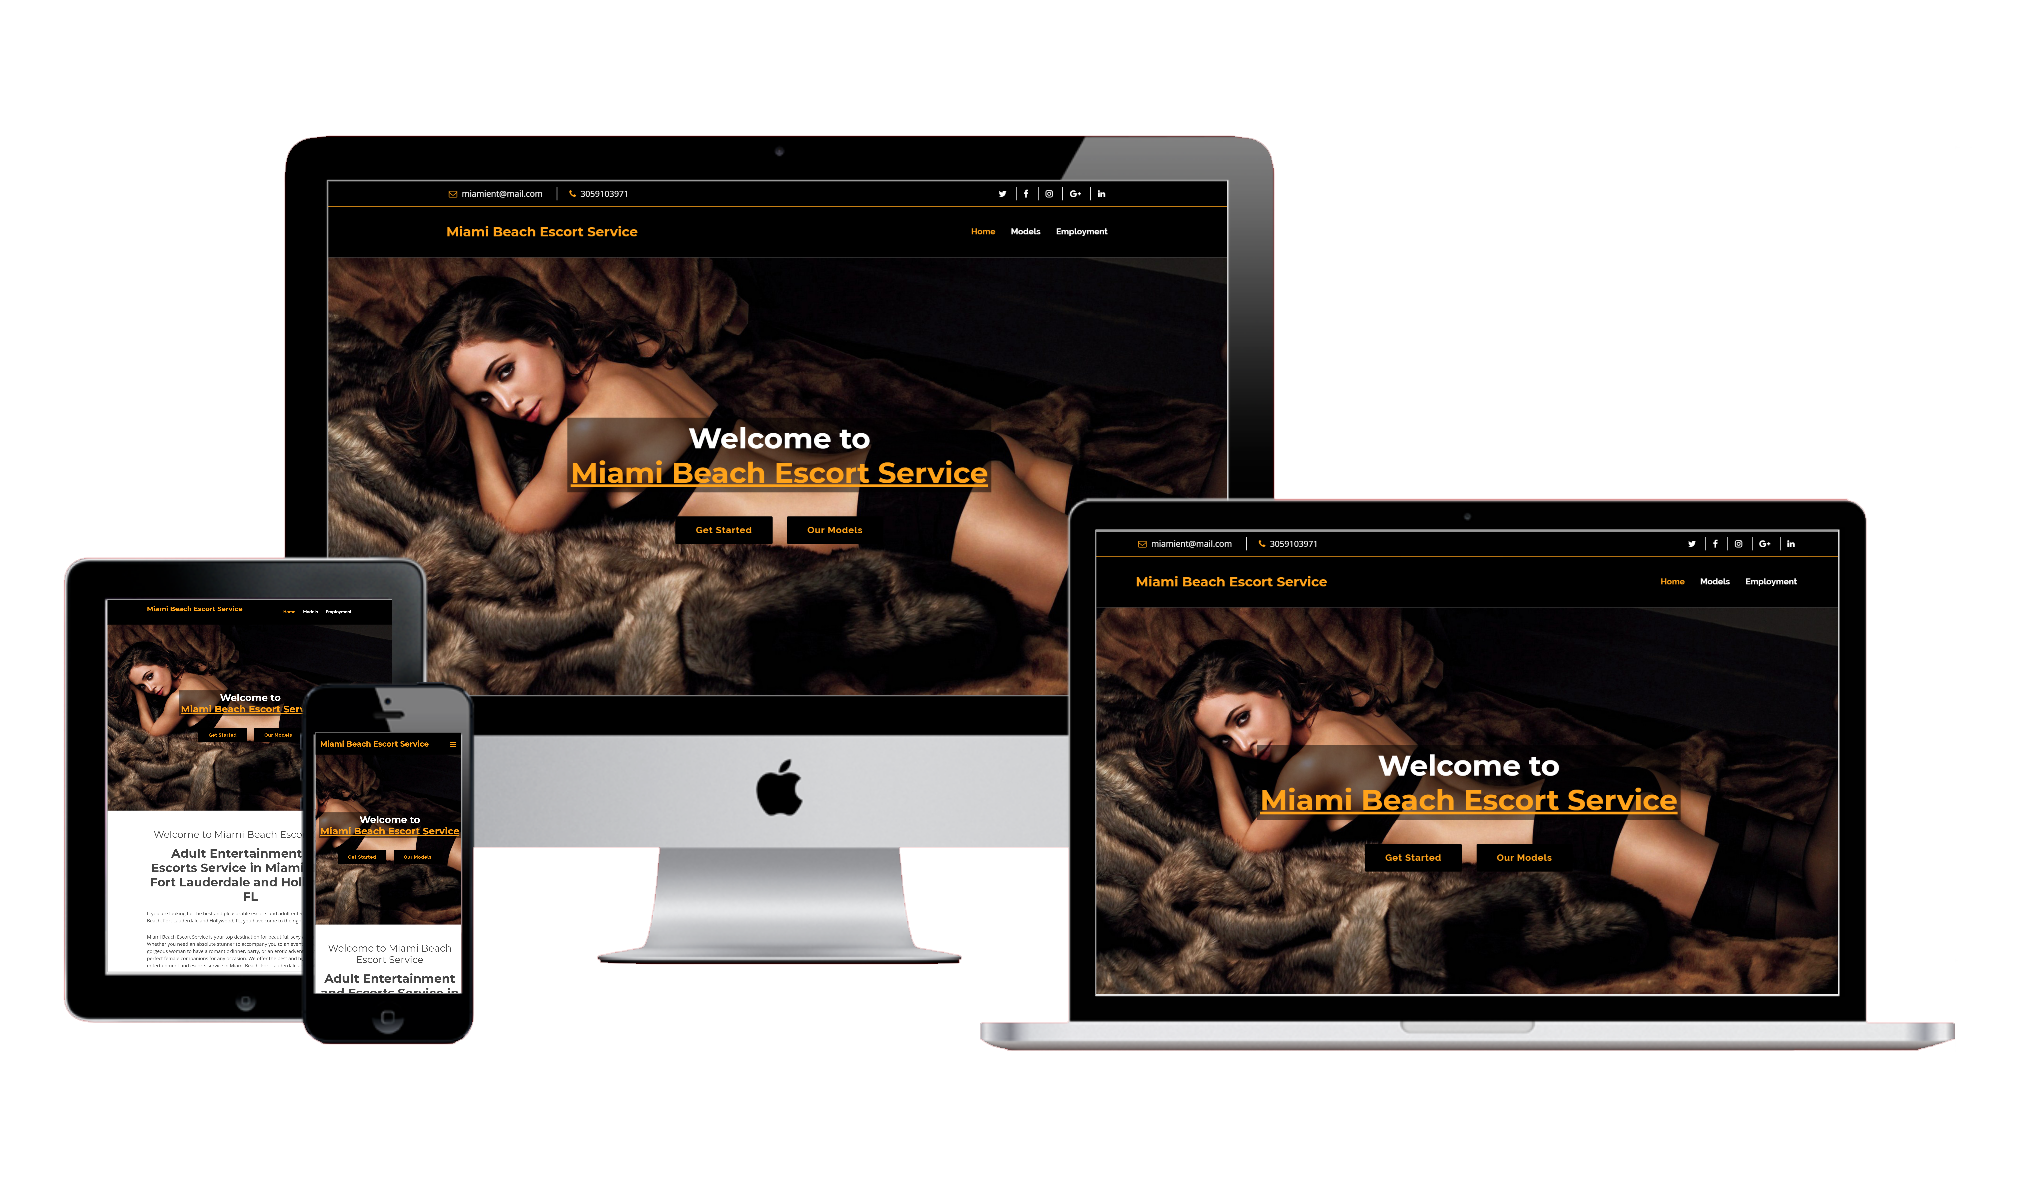 miamient@mail.com 3059103971
Miami Beach Escort Service
Home Models Employment
Welcome to
Miami Beach Escort Service
Get Started Our Models
miamient@mail.com 3059103971
Miami Beach Escort Service
Home Models Employment
Welcome to
Miami Beach Escort Service
Get Started Our Models
Miami Beach Escort Service
Home Models Employment
Welcome to
Miami Beach Escort Serv
Get Started Our Models
Welcome to Miami Beach Esco
Adult Entertainment
Escorts Service in Miami
Fort Lauderdale and Hol
FL
Miami Beach Escort Service
Welcome to
Miami Beach Escort Service
Get Started Our Models
Welcome to Miami Beach
Escort Service
Adult Entertainment
and Escorts Service in